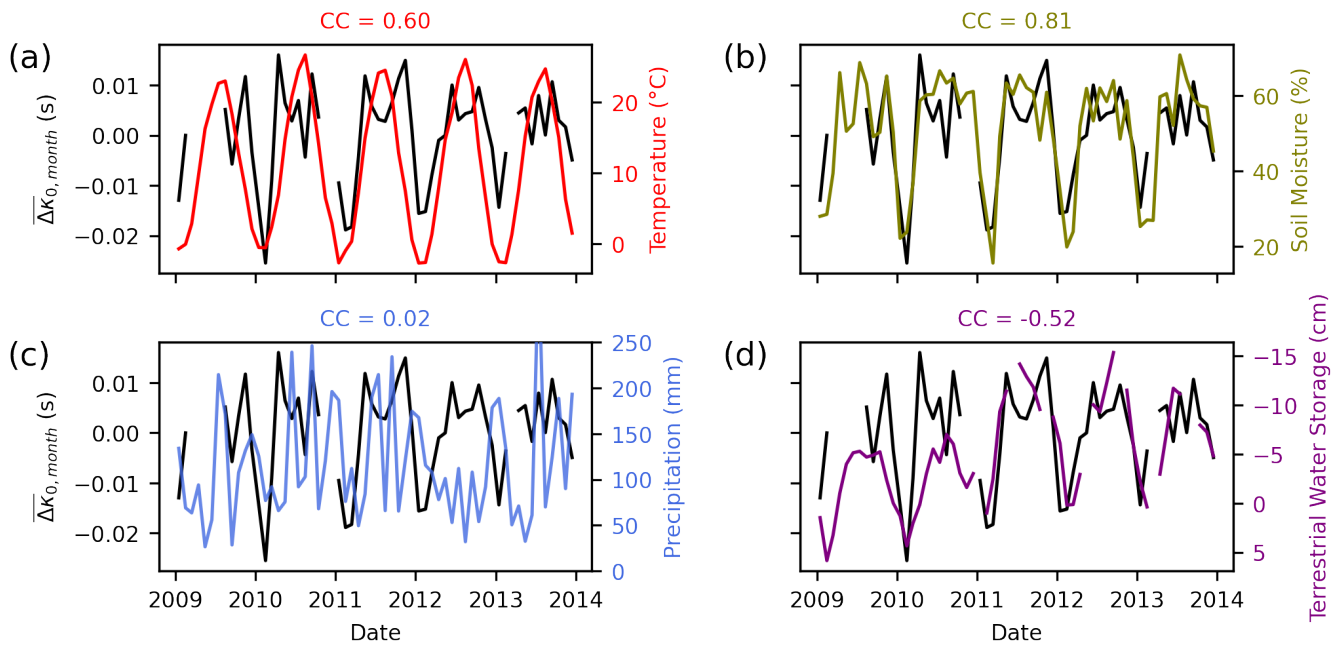 CC = 0.60
CC = 0.81
(a)
(b)
0.01
0.00
−0.01
−0.02
Δκ0, month (s)
20
10
0
Temperature (°C)
60
40
20
Soil Moisture (%)
CC = 0.02
CC = -0.52
(c)
(d)
0.01
0.00
−0.01
−0.02
Δκ0, month (s)
250
200
150
100
50
0
Precipitation (mm)
−15
−10
−5
0
5
Terrestrial Water Storage (cm)
2009 2010 2011 2012 2013 2014
Date
2009 2010 2011 2012 2013 2014
Date